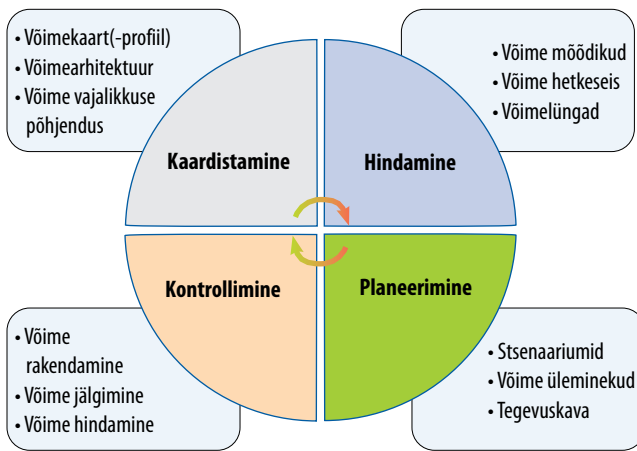 • Võimekaart(-profiil)
• Võimearhitektuur
• Võime vajalikkuse
põhjendus
• Võime mõõdikud
• Võime hetkeseis
• Võimelüngad
Kaardistamine
Hindamine
Kontrollimine
Planeerimine
• Võime
rakendamine
• Võime jälgimine
• Võime hindamine
• Stsenaariumid
• Võime üleminekud
• Tegevuskava